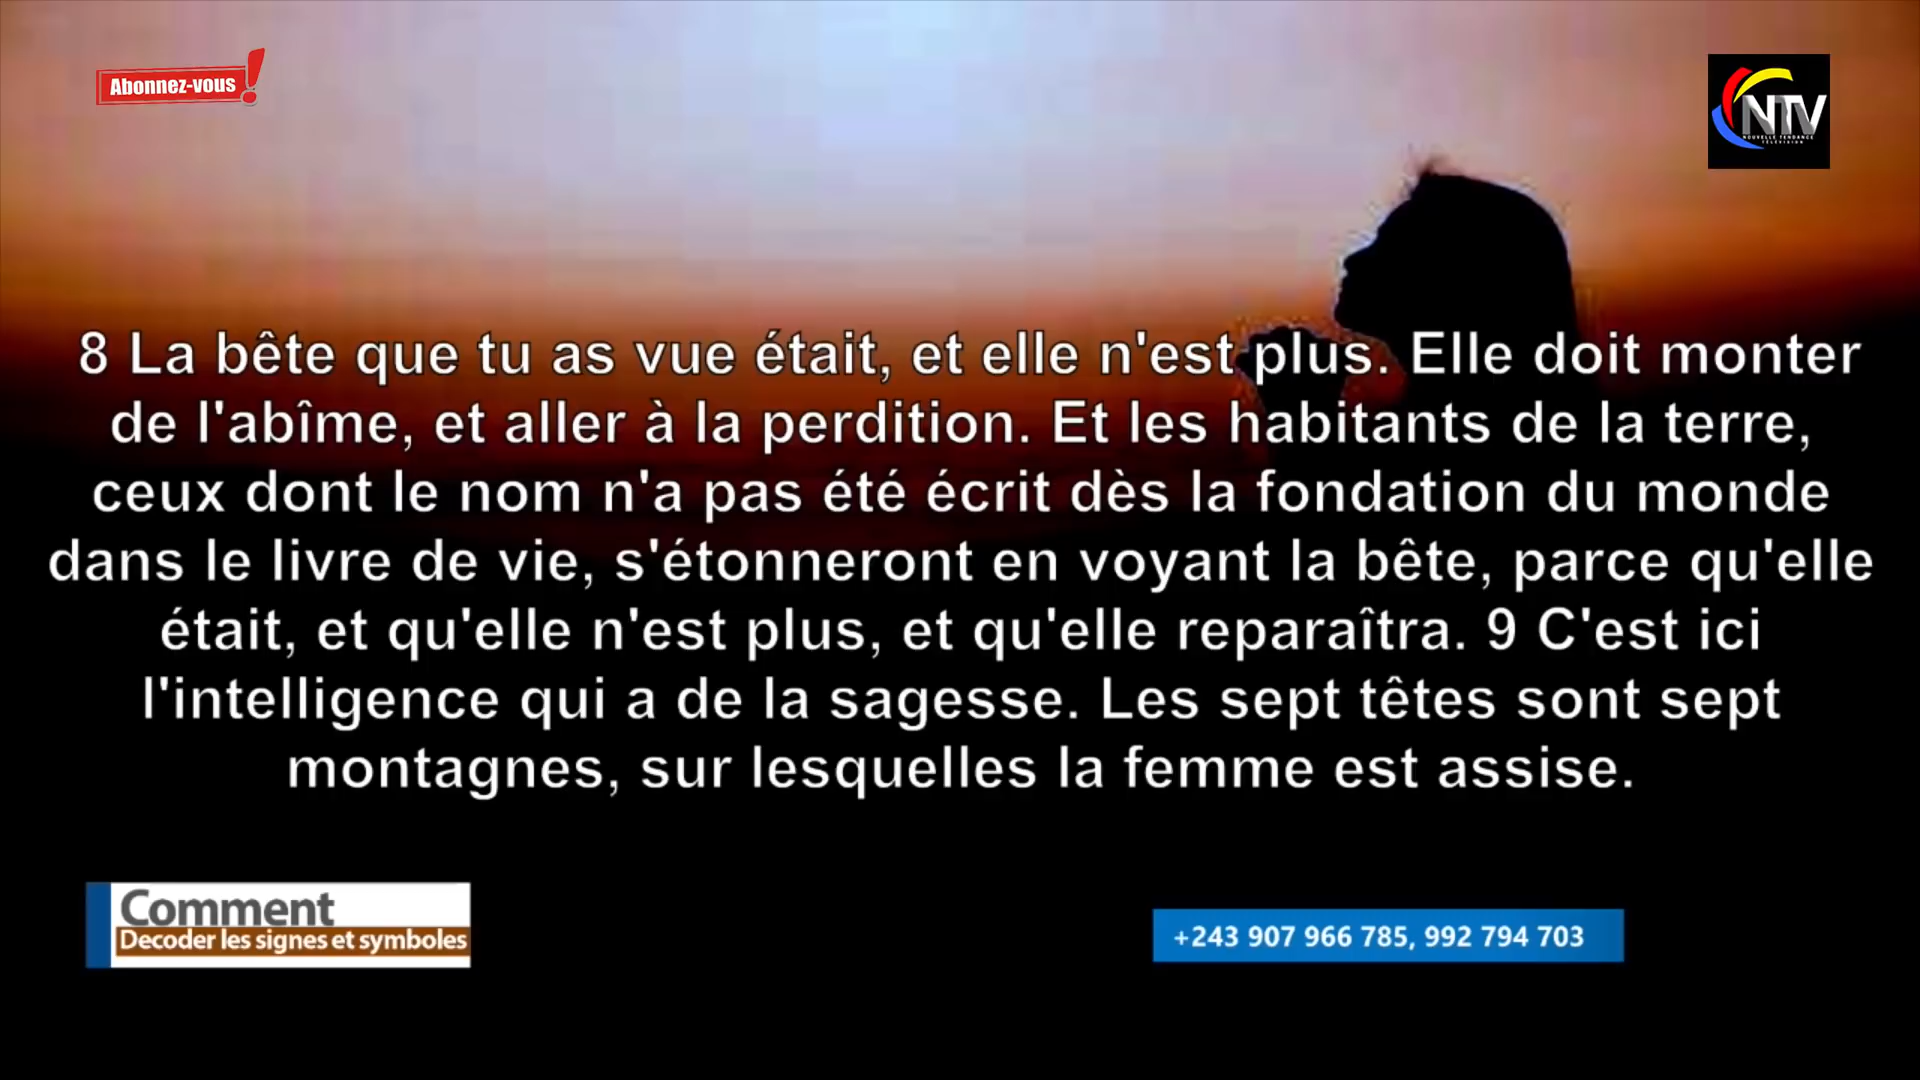 Abonnez-vous
NTV
NOUVELLE TENDANCE
TELEVISION
8 La bête que tu as vue était, et elle n'est plus. Elle doit monter
de l'abîme, et aller à la perdition. Et les habitants de la terre,
ceux dont le nom n'a pas été écrit dès la fondation du monde
dans le livre de vie, s'étonneront en voyant la bête, parce qu'elle
était, et qu'elle n'est plus, et qu'elle reparaîtra. 9 C'est ici
l'intelligence qui a de la sagesse. Les sept têtes sont sept
montagnes, sur lesquelles la femme est assise.
Comment
Decoder les signes et symboles
+243 907 966 785, 992 794 703